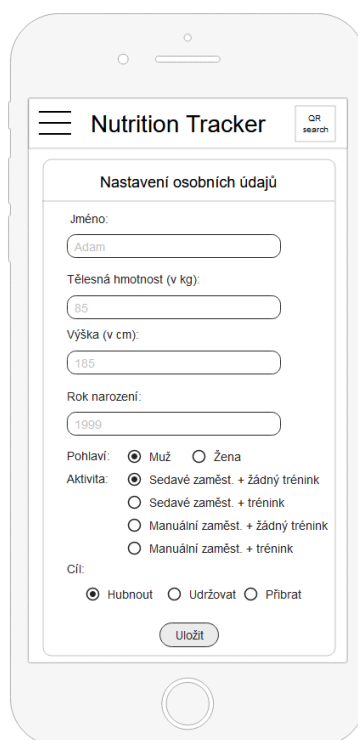 Nutrition Tracker
QR
search
Nastavení osobních údajů
Jméno:
Adam
Tělesná hmotnost (v kg):
85
Výška (v cm):
185
Rok narození:
1999
Pohlaví: Muž Žena
Aktivita: Sedavé zaměst. + žádný trénink
Sedavé zaměst. + trénink
Manuální zaměst. + žádný trénink
Manuální zaměst. + trénink
Cíl:
Hubnout Udržovat Přibrat
Uložit